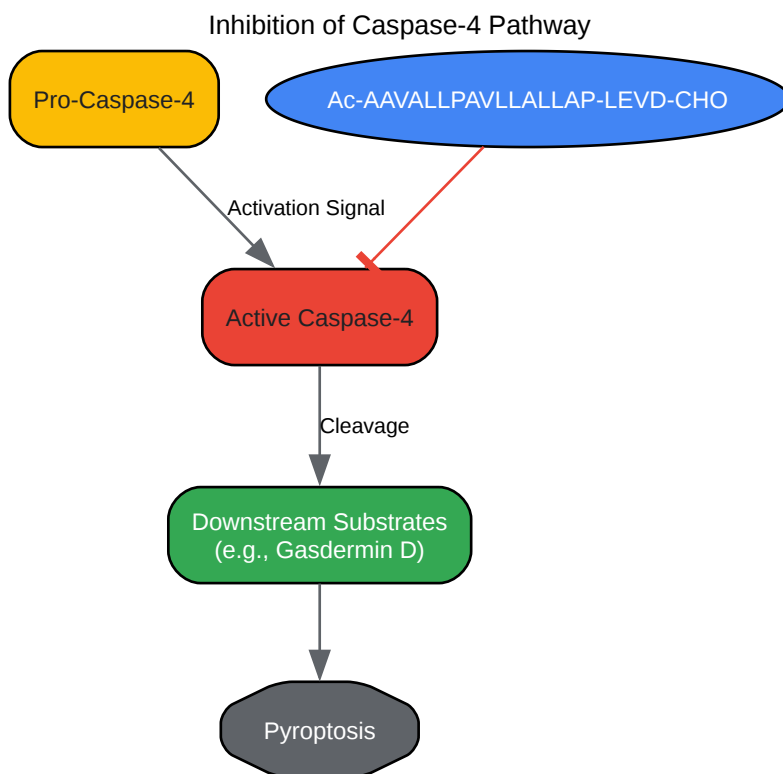 Inhibition of Caspase-4 Pathway
Pro-Caspase-4
Ac-AAVALLPAVLLALLAP-LEVD-CHO
Activation Signal
Active Caspase-4
Cleavage
Downstream Substrates
(e.g., Gasdermin D)
Pyroptosis